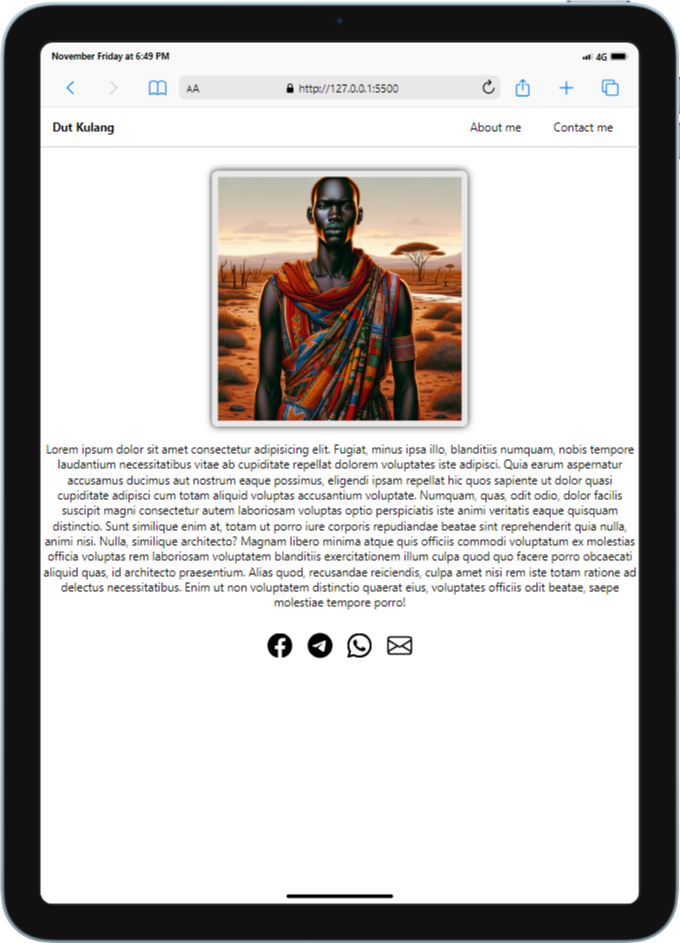 November Friday at 6:49 PM
4G
AA
http://127.0.0.1:5500
Dut Kulang
About me
Contact me
Lorem ipsum dolor sit amet consectetur adipisicing elit. Fugiat, minus ipsa illo, blanditiis numquam, nobis tempore
laudantium necessitatibus vitae ab cupiditate repellat dolorem voluptates iste adipisci. Quia earum aspernatur
accusamus ducimus aut nostrum eaque possimus, eligendi ipsam repellat hic quos sapiente ut dolor quasi
cupiditate adipisci cum totam aliquid voluptas accusantium voluptate. Numquam, quas, odit odio, dolor facilis
suscipit magni consectetur autem laboriosam voluptas optio perspiciatis iste animi veritatis eaque quisquam
distinctio. Sunt similique enim at, totam ut porro iure corporis repudiandae beatae sint reprehenderit quia nulla,
animi nisi. Nulla, similique architecto? Magnam libero minima atque quis officiis commodi voluptatum ex molestias
officia voluptas rem laboriosam voluptatem blanditiis exercitationem illum culpa quod quo facere porro obcaecati
aliquid quas, id architecto praesentium. Alias quod, recusandae reiciendis, culpa amet nisi rem iste totam ratione ad
delectus necessitatibus. Enim ut non voluptatem distinctio quaerat eius, voluptates officiis odit beatae, saepe
molestiae tempore porro!